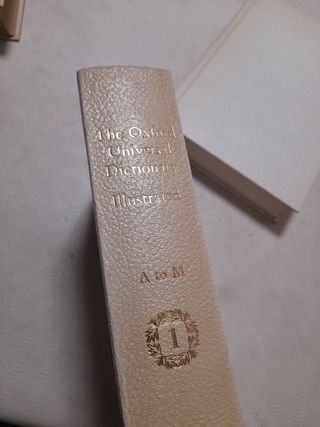 The Oxford
Universal
Dictionary
Illustrated
A to M
1